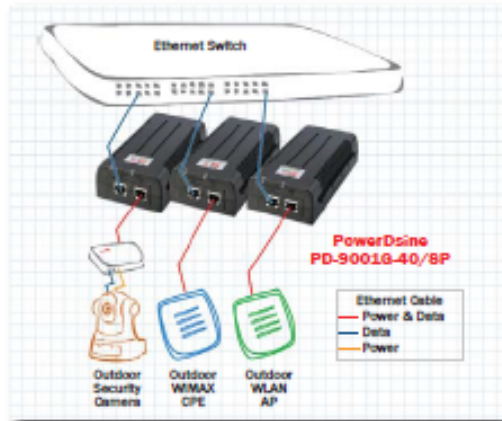 Ethernet Switch
PowerDsine
PD-9001G-40/SP
Ethernet Cable
Power & Data
Data
Power
Outdoor
Security
Camera
Outdoor
WIMAX
CPE
Outdoor
WLAN
AP